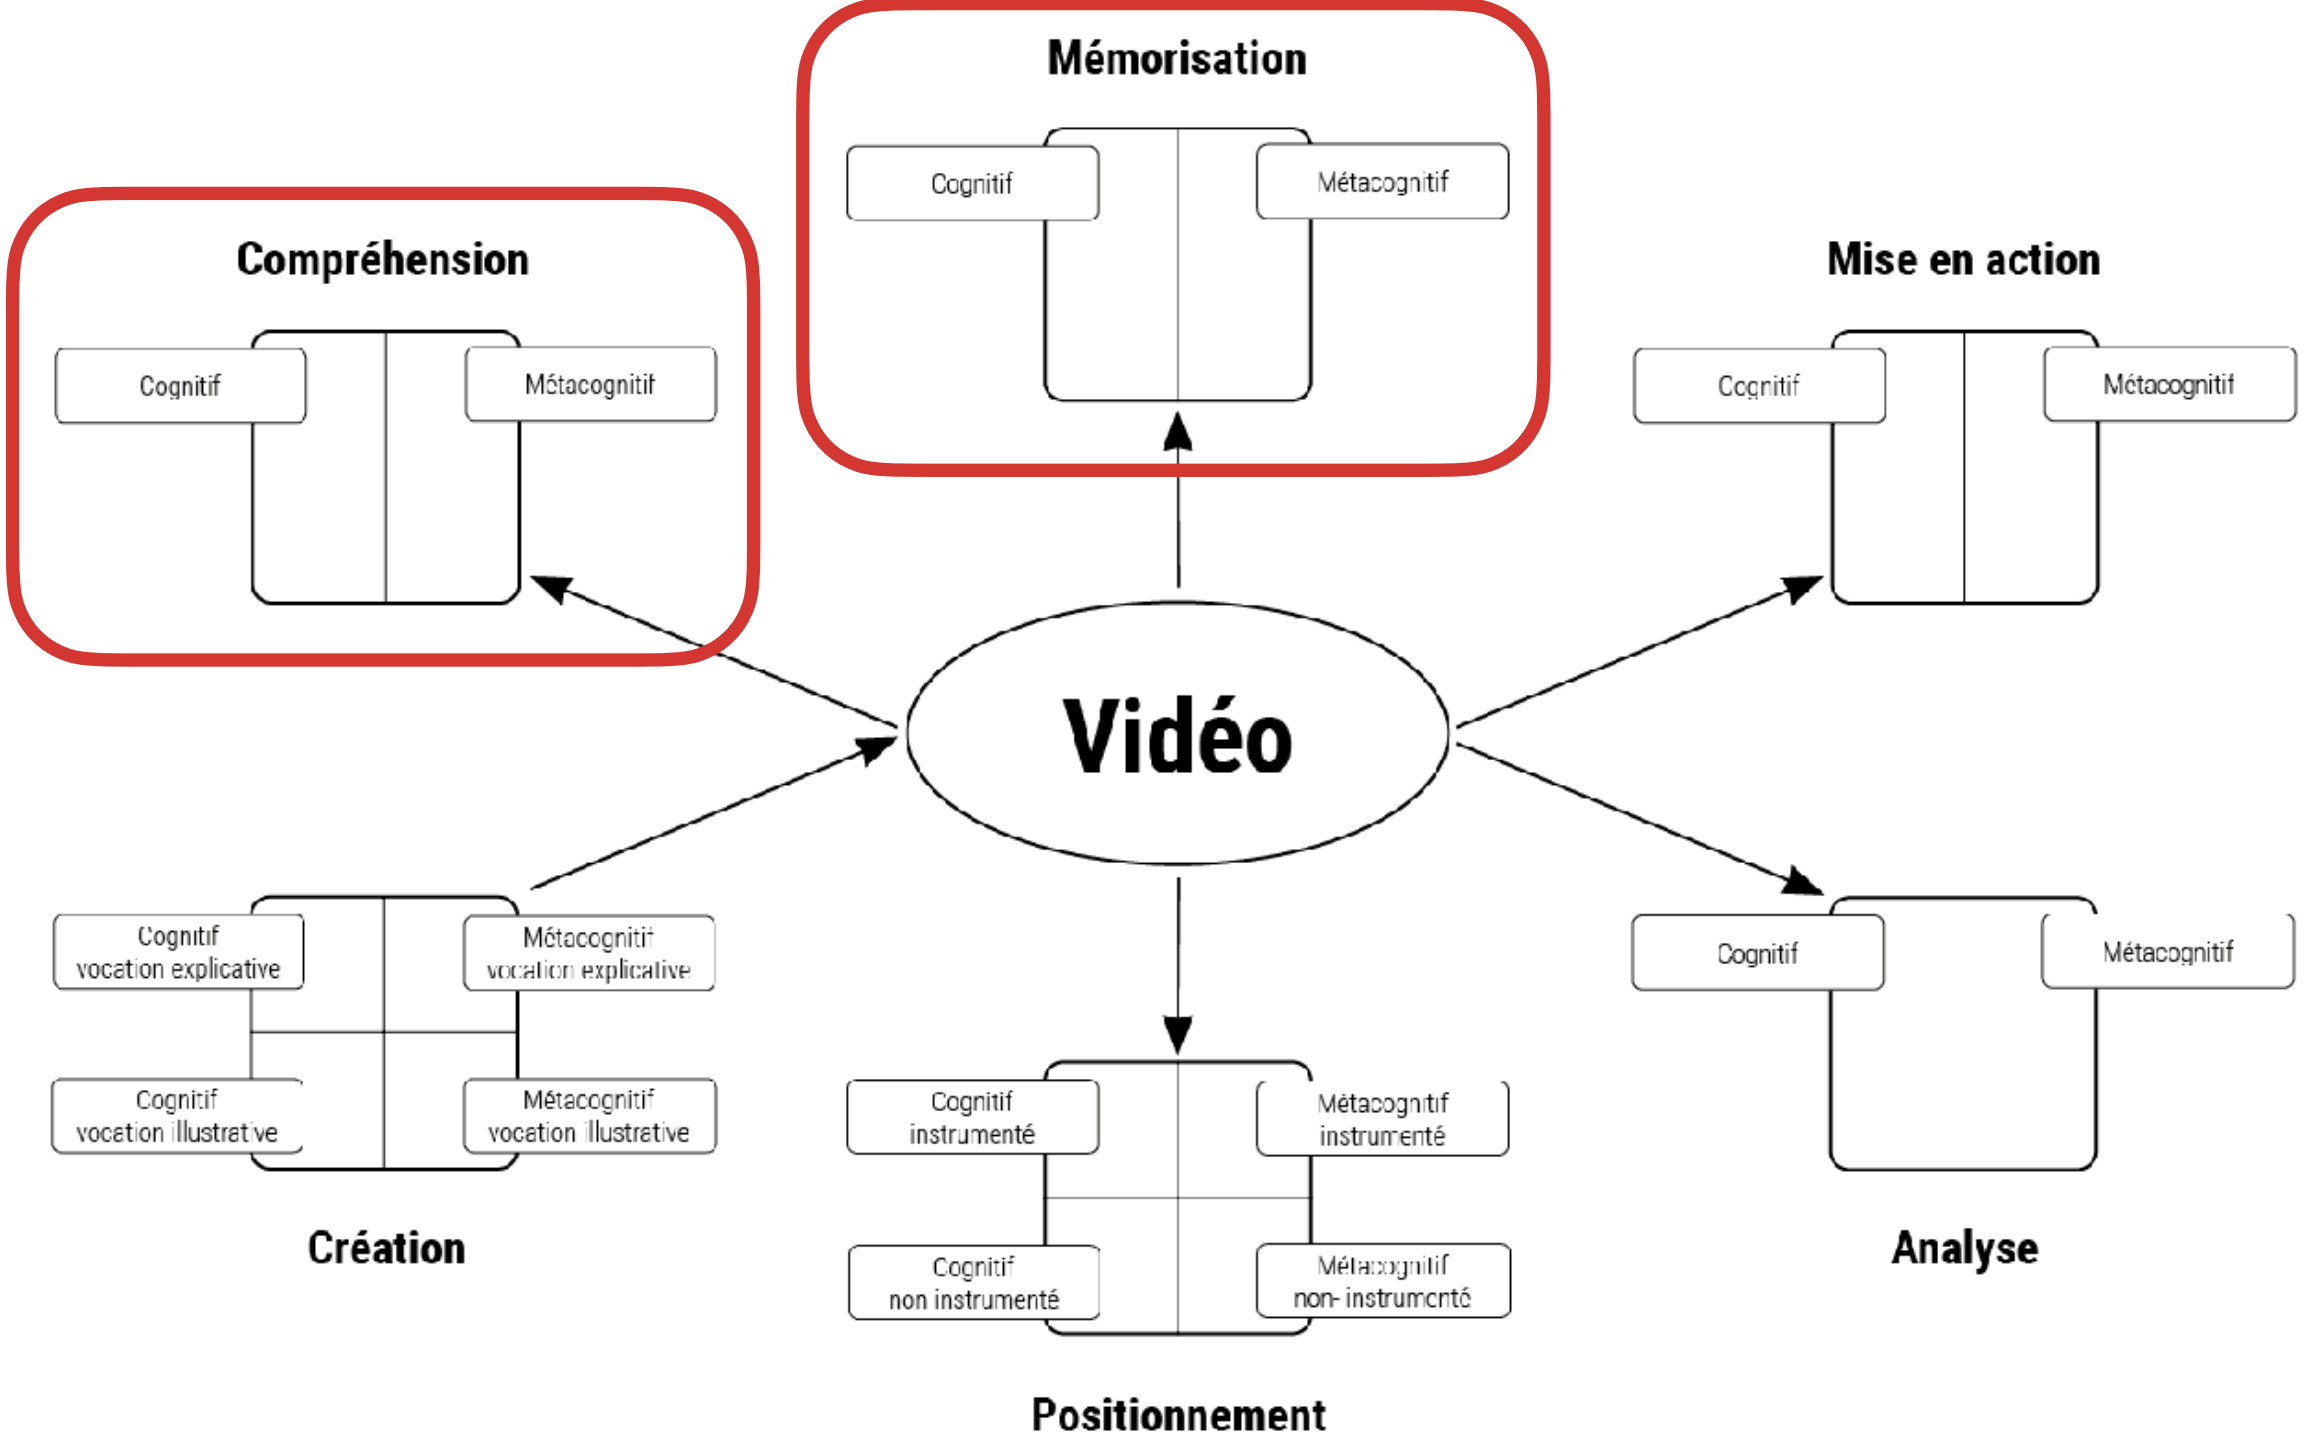 Mémorisation
Cognitif
Métacognitif
Compréhension
Cognitif
Métacognitif
Mise en action
Cognitif
Métacognitif
Vidéo
Cognitif
vocation explicative
Métacognitif
vocation explicative
Cognitif
vocation illustrative
Métacognitif
vocation illustrative
Création
Cognitif
instrumenté
Métacognitif
instrumenté
Cognitif
non instrumenté
Métacognitif
non- instrumenté
Positionnement
Cognitif
Métacognitif
Analyse